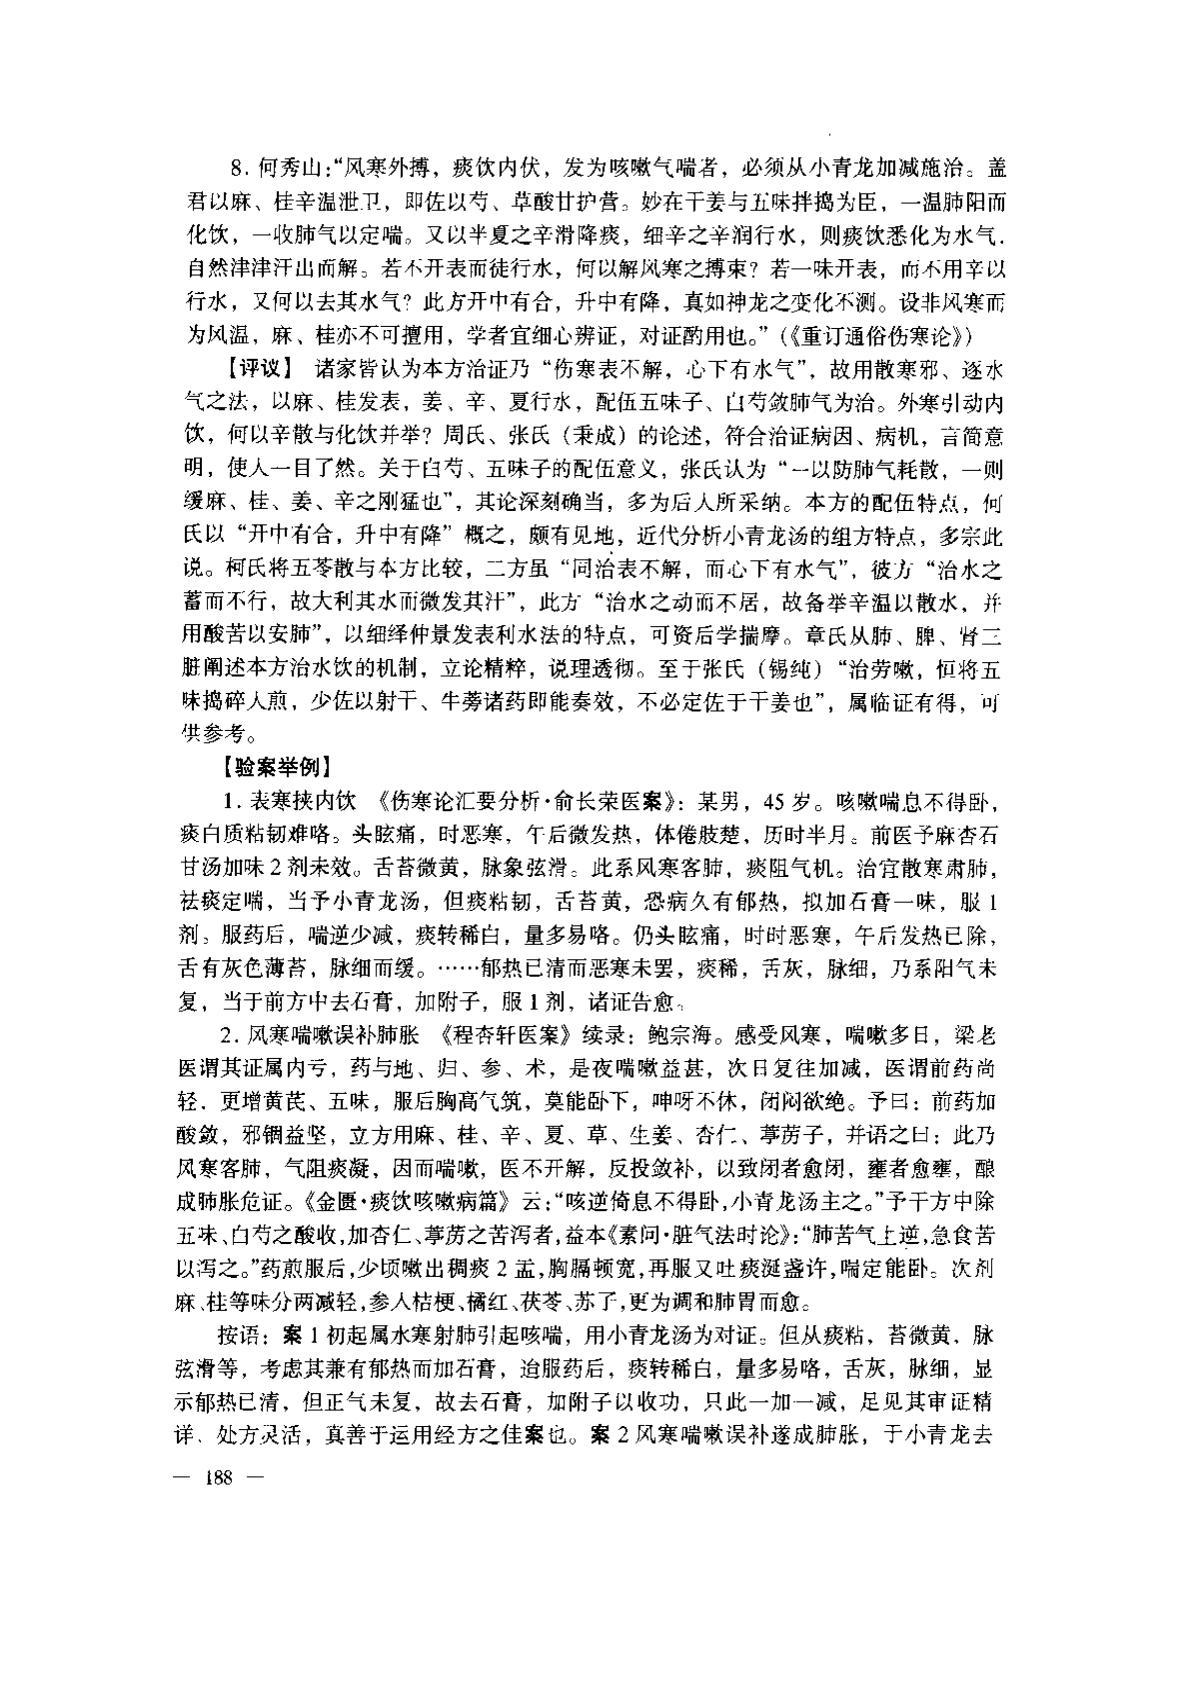 8. 何秀山:“风寒外搏，痰饮内伏，发为咳嗽气喘者，必须从小青龙加减施治。盖
君以麻、桂辛温泄卫，即佐以芍、草酸甘护营。妙在干姜与五味拌捣为臣，一温肺阳而
化饮，一收肺气以定喘。又以半夏之辛滑降痰，细辛之辛润行水，则痰饮悉化为水气.
自然津津汗出而解。若不开表而徒行水，何以解风寒之搏束？若一味开表，而不用辛以
行水，又何以去其水气？此方开中有合，升中有降，真如神龙之变化不测。设非风寒而
为风温，麻、桂亦不可擅用，学者宜细心辨证，对证酌用也。”（《重订通俗伤寒论》）
【评议】 诸家皆认为本方治证乃“伤寒表不解，心下有水气”，故用散寒邪、逐水
气之法，以麻、桂发表，姜、辛、夏行水，配伍五味子、白芍敛肺气为治。外寒引动内
饮，何以辛散与化饮并举？周氏、张氏（秉成）的论述，符合治证病因、病机，言简意
明，使人一目了然。关于白芍、五味子的配伍意义，张氏认为“一以防肺气耗散，一则
缓麻、桂、姜、辛之刚猛也”，其论深刻确当，多为后人所采纳。本方的配伍特点，何
氏以“开中有合，升中有降”概之，颇有见地，近代分析小青龙汤的组方特点，多宗此
说。柯氏将五苓散与本方比较，二方虽“同治表不解，而心下有水气”，彼方“治水之
蓄而不行，故大利其水而微发其汗”，此方“治水之动而不居，故备举辛温以散水，并
用酸苦以安肺”，以细绎仲景发表利水法的特点，可资后学揣摩。章氏从肺、脾、肾三
脏阐述本方治水饮的机制，立论精粹，说理透彻。至于张氏（锡纯）“治劳嗽，恒将五
味捣碎入煎，少佐以射干、牛蒡诸药即能奏效，不必定佐于干姜也”，属临证有得，可
供参考。
【验案举例】
1. 表寒挟内饮 《伤寒论汇要分析·俞长荣医案》：某男，45 岁。咳嗽喘息不得卧，
痰白质粘韧难咯。头眩痛，时恶寒，午后微发热，体倦肢楚，历时半月。前医予麻杏石
甘汤加味 2 剂未效。舌苔微黄，脉象弦滑。此系风寒客肺，痰阻气机。治宜散寒肃肺，
祛痰定喘，当予小青龙汤，但痰粘韧，舌苔黄，恐病久有郁热，拟加石膏一味，服 1
剂。服药后，喘逆少减，痰转稀白，量多易咯。仍头眩痛，时时恶寒，午后发热已除，
舌有灰色薄苔，脉细而缓。……郁热已清而恶寒未罢，痰稀，舌灰，脉细，乃系阳气未
复，当于前方中去石膏，加附子，服 1 剂，诸证告愈。
2. 风寒喘嗽误补肺胀 《程杏轩医案》续录：鲍宗海。感受风寒，喘嗽多日，梁老
医谓其证属内亏，药与地、归、参、术，是夜喘嗽益甚，次日复往加减，医谓前药尚
轻．更增黄芪、五味，服后胸高气筑，莫能卧下，呻呀不休，闭闷欲绝。予曰：前药加
酸敛，邪锢益坚，立方用麻、桂、辛、夏、草、生姜、杏仁、葶苈子，并语之曰：此乃
风寒客肺，气阻痰凝，因而喘嗽，医不开解，反投敛补，以致闭者愈闭，壅者愈壅，酿
成肺胀危证。《金匮·痰饮咳嗽病篇》云:“咳逆倚息不得卧,小青龙汤主之。”予于方中除
五味、白芍之酸收,加杏仁、葶苈之苦泻者,益本《素问·脏气法时论》:“肺苦气上逆,急食苦
以泻之。”药煎服后,少顷嗽出稠痰 2 盂,胸膈顿宽,再服又吐痰涎盏许,喘定能卧。次剂
麻、桂等味分两减轻,参入桔梗、橘红、茯苓、苏子,更为调和肺胃而愈。
按语：案 1 初起属水寒射肺引起咳喘，用小青龙汤为对证。但从痰粘，苔微黄．脉
弦滑等，考虑其兼有郁热而加石膏，迨服药后，痰转稀白，量多易咯，舌灰，脉细，显
示郁热已清，但正气未复，故去石膏，加附子以收功，只此一加一减，足见其审证精
详、处方灵活，真善于运用经方之佳案也。案 2 风寒喘嗽误补遂成肺胀，于小青龙去
— 188 —